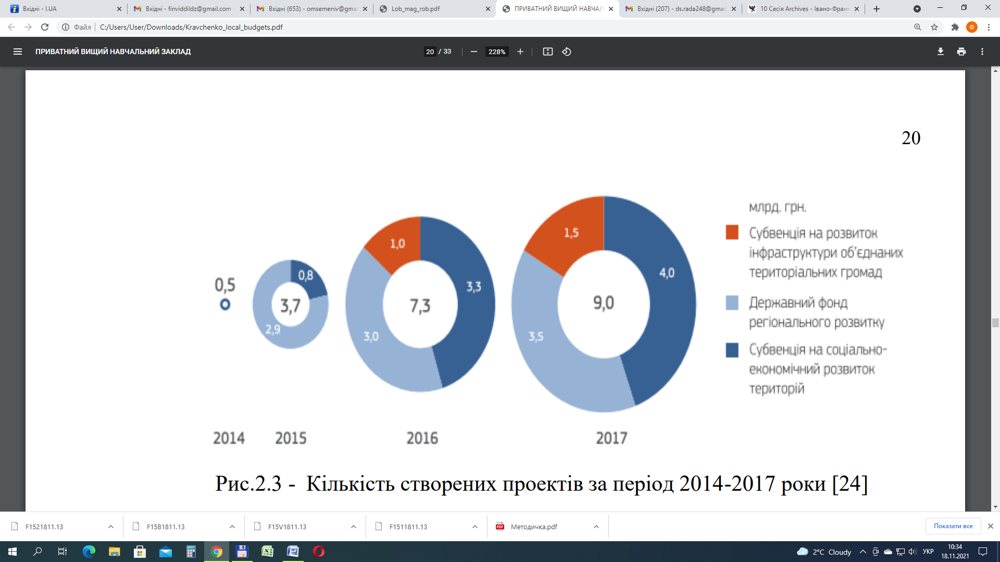 Вхідні - I.UA
Вхідні - finviddildz@gmail.com
Вхідні (653) - omsemeniv@gma
Lob_mag_rob.pdf
ПРИВАТНИЙ ВИЩИЙ НАВЧАЛ
Вхідні (207) - ds.rada248@gmail
10 Сесія Archives - Івано-Франк
Файл
C:/Users/User/Downloads/Kravchenko_local_budgets.pdf
Ф
ПРИВАТНИЙ ВИЩИЙ НАВЧАЛЬНИЙ ЗАКЛАД
20 / 33
228%
20
0,5
0,8
3,7
2,9
1,0
3,3
7,3
3,0
1,5
4,0
9,0
3,5
млрд. грн.
Субвенція на розвиток
інфраструктури об'єднаних
територіальних громад
Державний фонд
регіонального розвитку
Субвенція на соціально-
економічний розвиток
територій
2014
2015
2016
2017
Рис.2.3 - Кількість створених проектів за період 2014-2017 роки [24]
F1521811.13
F15B1811.13
F15V1811.13
F1511811.13
PDF
Методичка.pdf
Показати все
2°C Cloudy
УКР
10:34
18.11.2021